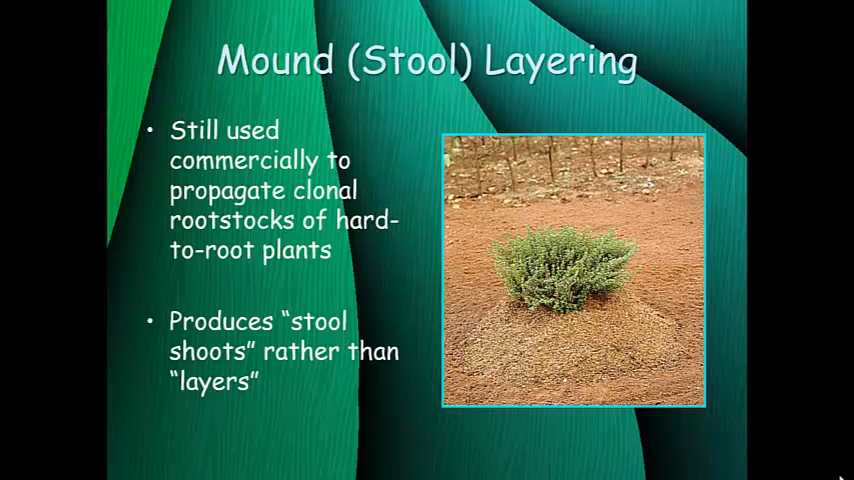 Mound (Stool) Layering
• Still used
commercially to
propagate clonal
rootstocks of hard-
to-root plants
• Produces “stool
shoots” rather than
“layers”